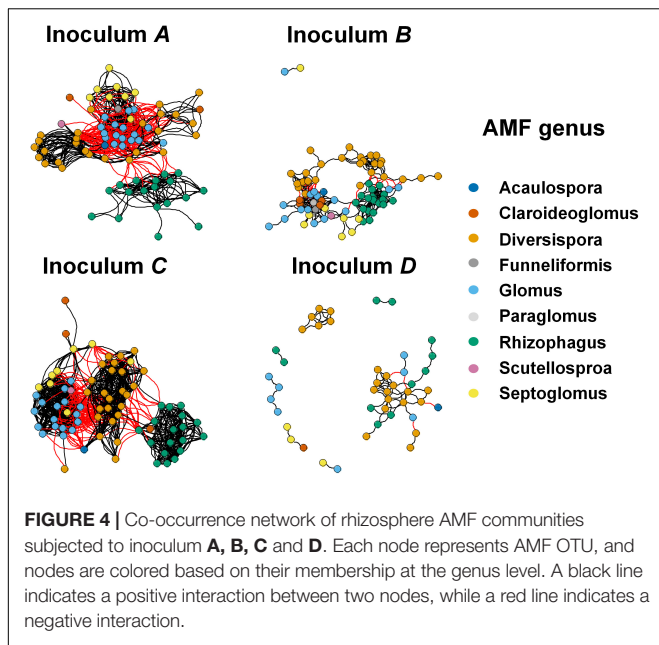 Inoculum A
Inoculum B
AMF genus
Acaulospora
Claroideoglomus
Diversispora
Funneliformis
Glomus
Paraglomus
Rhizophagus
Scutellosproa
Septoglomus
Inoculum C
Inoculum D
FIGURE 4 | Co-occurrence network of rhizosphere AMF communities
subjected to inoculum A, B, C and D. Each node represents AMF OTU, and
nodes are colored based on their membership at the genus level. A black line
indicates a positive interaction between two nodes, while a red line indicates a
negative interaction.